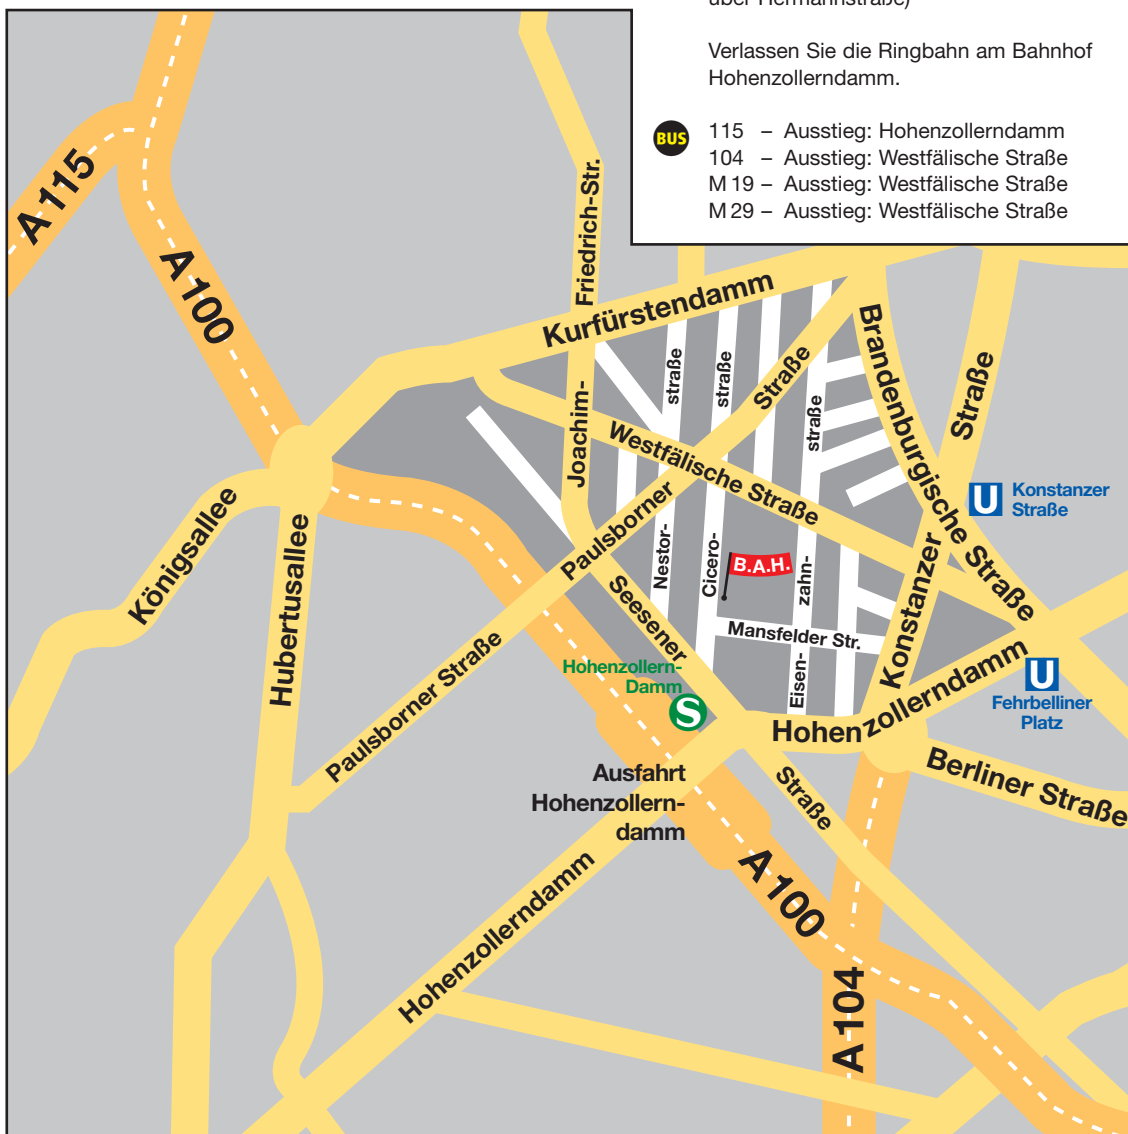 über Hermannstraße)
Verlassen Sie die Ringbahn am Bahnhof
Hohenzollerndamm.
BUS
115 – Ausstieg: Hohenzollerndamm
104 – Ausstieg: Westfälische Straße
M 19 – Ausstieg: Westfälische Straße
M 29 – Ausstieg: Westfälische Straße
A 115
A 100
Friedrich-Str.
Kurfürstendamm
Brandenburgische Straße
Straße
straße
straße
Straße
straße
Joachim-
Westfälische Straße
U
Konstanzer
Straße
Königsallee
Hubertusallee
Paulsborner
Nestor-
Cicero-
B.A.H.
zahn-
Konstanzer
Seesener
Mansfelder Str.
Eisen-
Paulsborner Straße
Hohenzollern-
Damm
S
Hohenzollerndamm
U
Fehrbelliner
Platz
Ausfahrt
Hohenzollern-
damm
Straße
Berliner Straße
Hohenzollerndamm
A 100
A 104